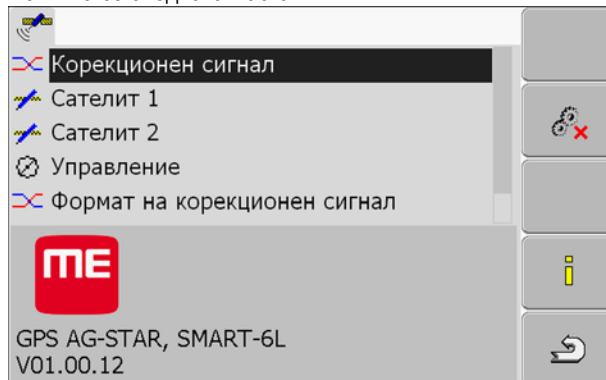 Корекционен сигнал
Сателит 1
Сателит 2
Управление
Формат на корекционен сигнал
ME
GPS AG-STAR, SMART-6L
V01.00.12